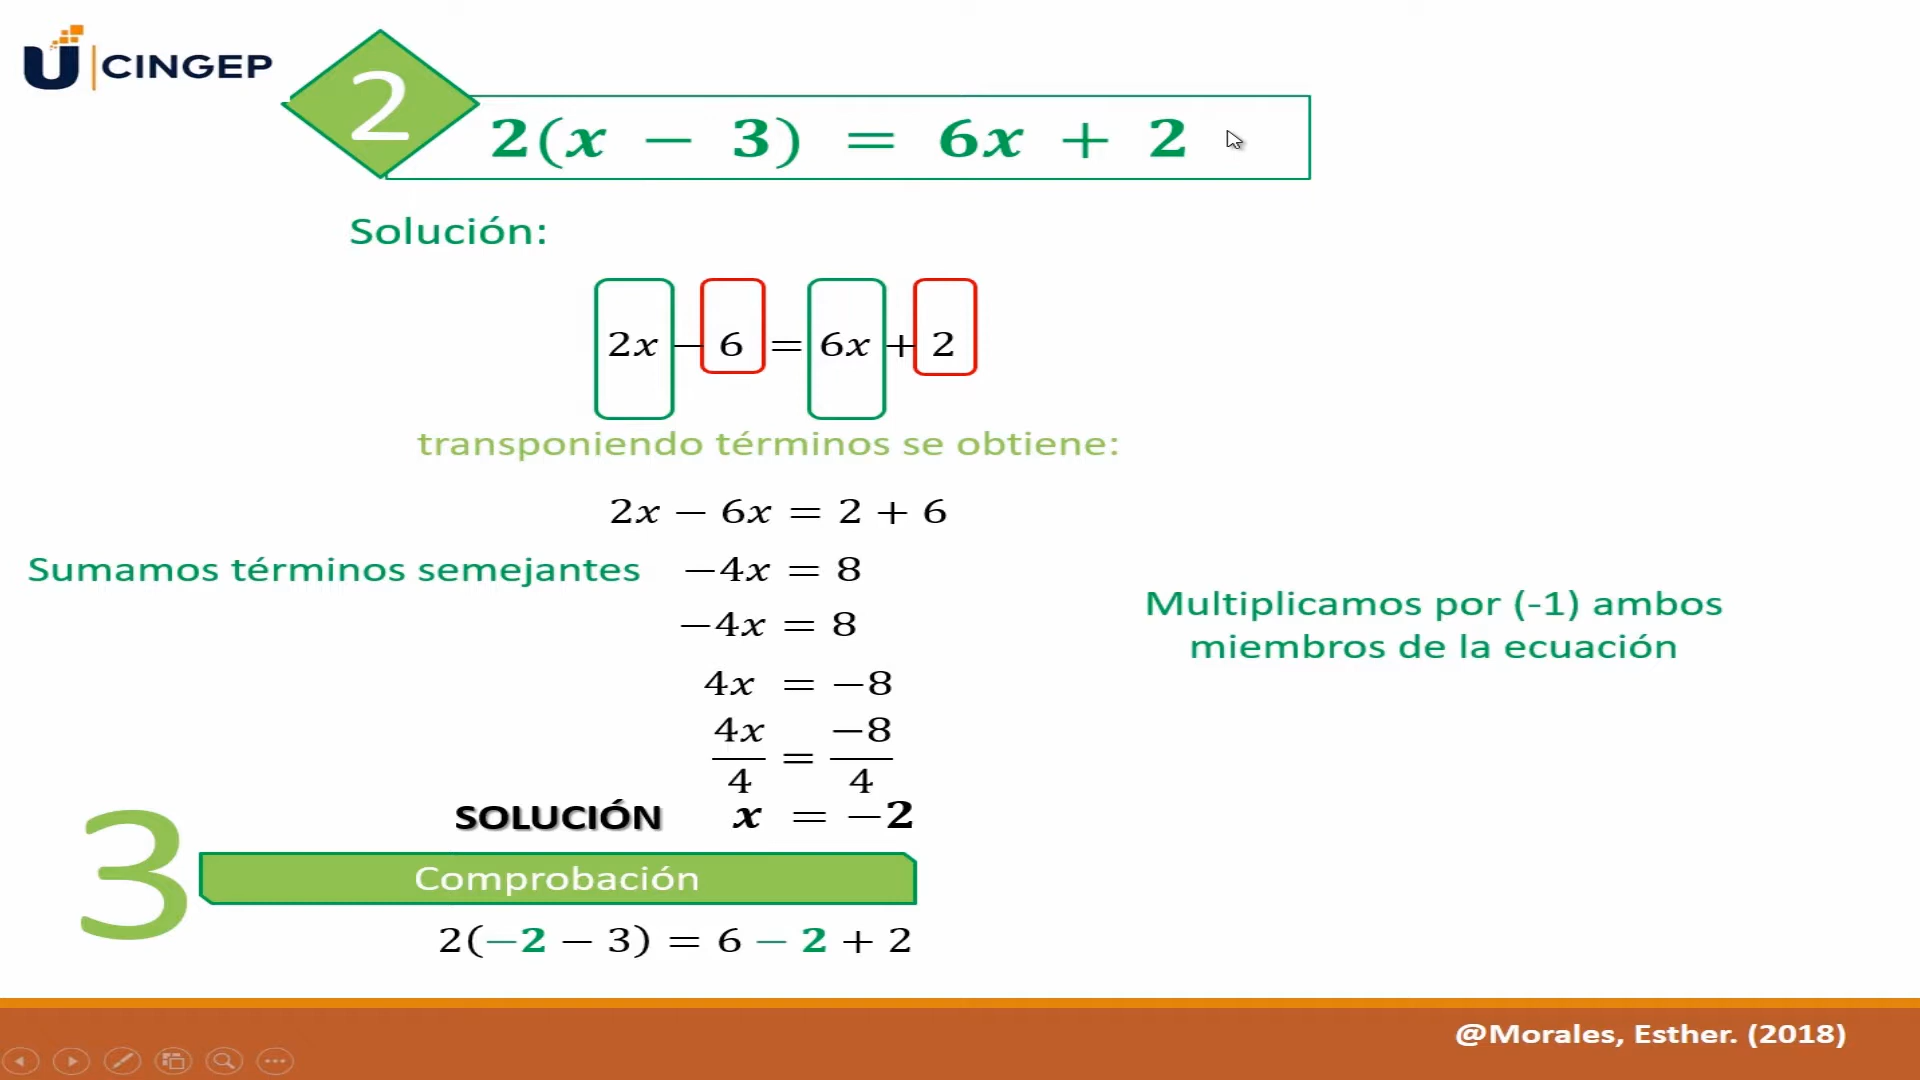 U CINGEP
2
2(x − 3) = 6x + 2
Solución:
2x − 6 = 6x + 2
transponiendo términos se obtiene:
2x − 6x = 2 + 6
Sumamos términos semejantes −4x = 8
−4x = 8
Multiplicamos por (-1) ambos
miembros de la ecuación
4x = −8
4x/4 = −8/4
SOLUCIÓN x = −2
3
Comprobación
2(−2 − 3) = 6 − 2 + 2
@Morales, Esther. (2018)